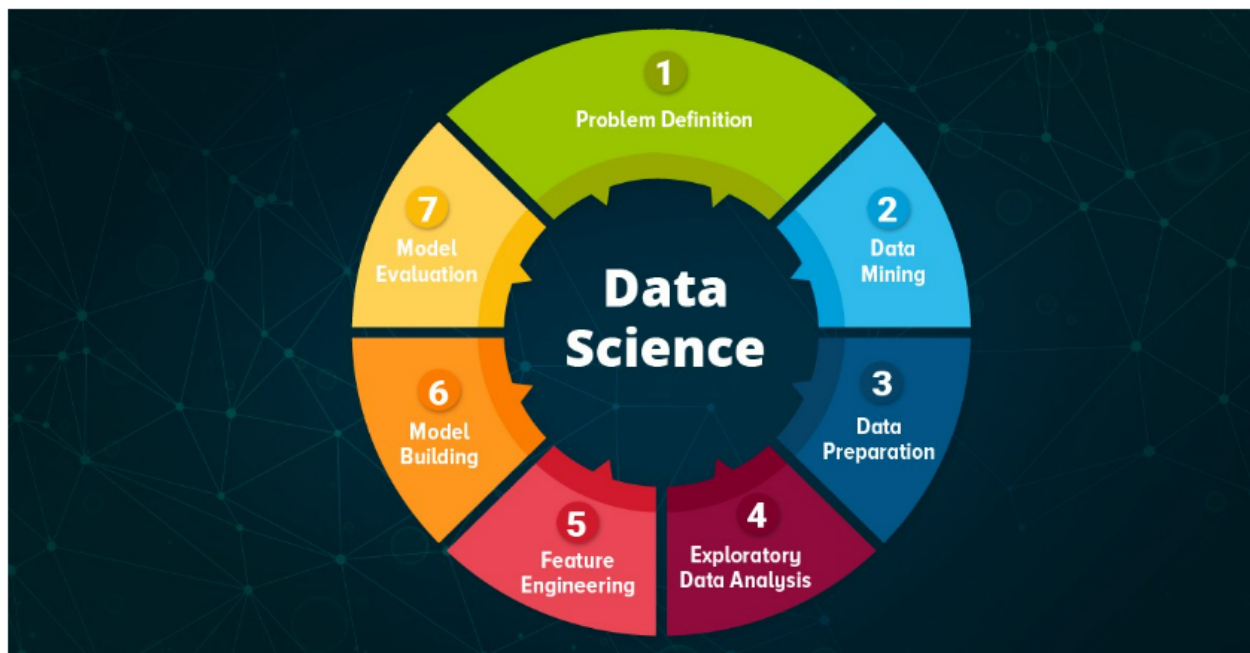 1
Problem Definition
2
Data
Mining
3
Data
Preparation
4
Exploratory
Data Analysis
5
Feature
Engineering
6
Model
Building
7
Model
Evaluation
Data
Science